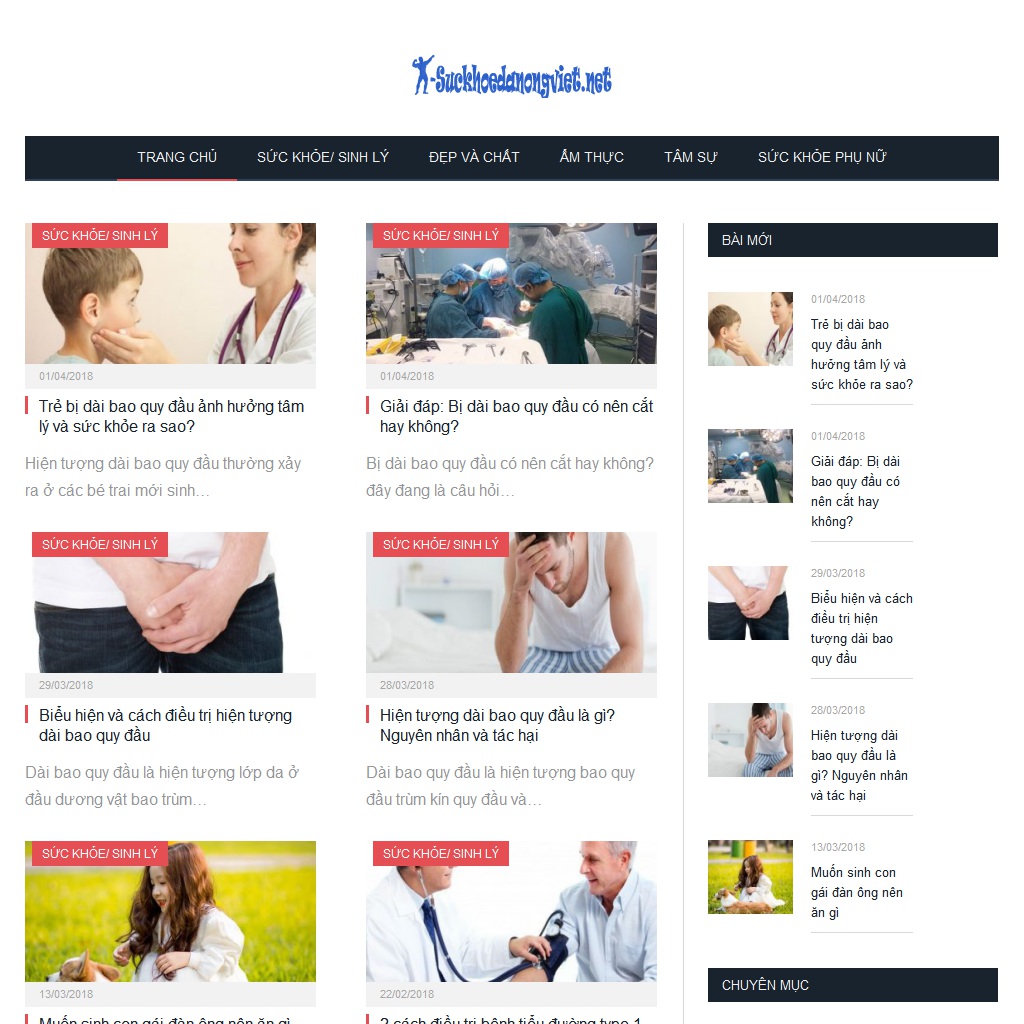 Suckhoedanongviet.net
TRANG CHỦ SỨC KHỎE/ SINH LÝ ĐẸP VÀ CHẤT ẨM THỰC TÂM SỰ SỨC KHỎE PHỤ NỮ
SỨC KHỎE/ SINH LÝ
01/04/2018
Trẻ bị dài bao quy đầu ảnh hưởng tâm
lý và sức khỏe ra sao?
Hiện tượng dài bao quy đầu thường xảy
ra ở các bé trai mới sinh…
SỨC KHỎE/ SINH LÝ
01/04/2018
Giải đáp: Bị dài bao quy đầu có nên cắt
hay không?
Bị dài bao quy đầu có nên cắt hay không?
đây đang là câu hỏi…
SỨC KHỎE/ SINH LÝ
29/03/2018
Biểu hiện và cách điều trị hiện tượng
dài bao quy đầu
Dài bao quy đầu là hiện tượng lớp da ở
đầu dương vật bao trùm…
SỨC KHỎE/ SINH LÝ
28/03/2018
Hiện tượng dài bao quy đầu là gì?
Nguyên nhân và tác hại
Dài bao quy đầu là hiện tượng bao quy
đầu trùm kín quy đầu và…
SỨC KHỎE/ SINH LÝ
13/03/2018
Muốn sinh con gái đàn ông nên ăn gì
SỨC KHỎE/ SINH LÝ
22/02/2018
2 cách điều trị bệnh tiểu đường type 1
BÀI MỚI
01/04/2018
Trẻ bị dài bao
quy đầu ảnh
hưởng tâm lý và
sức khỏe ra sao?
01/04/2018
Giải đáp: Bị dài
bao quy đầu có
nên cắt hay
không?
29/03/2018
Biểu hiện và cách
điều trị hiện
tượng dài bao
quy đầu
28/03/2018
Hiện tượng dài
bao quy đầu là
gì? Nguyên nhân
và tác hại
13/03/2018
Muốn sinh con
gái đàn ông nên
ăn gì
CHUYÊN MỤC